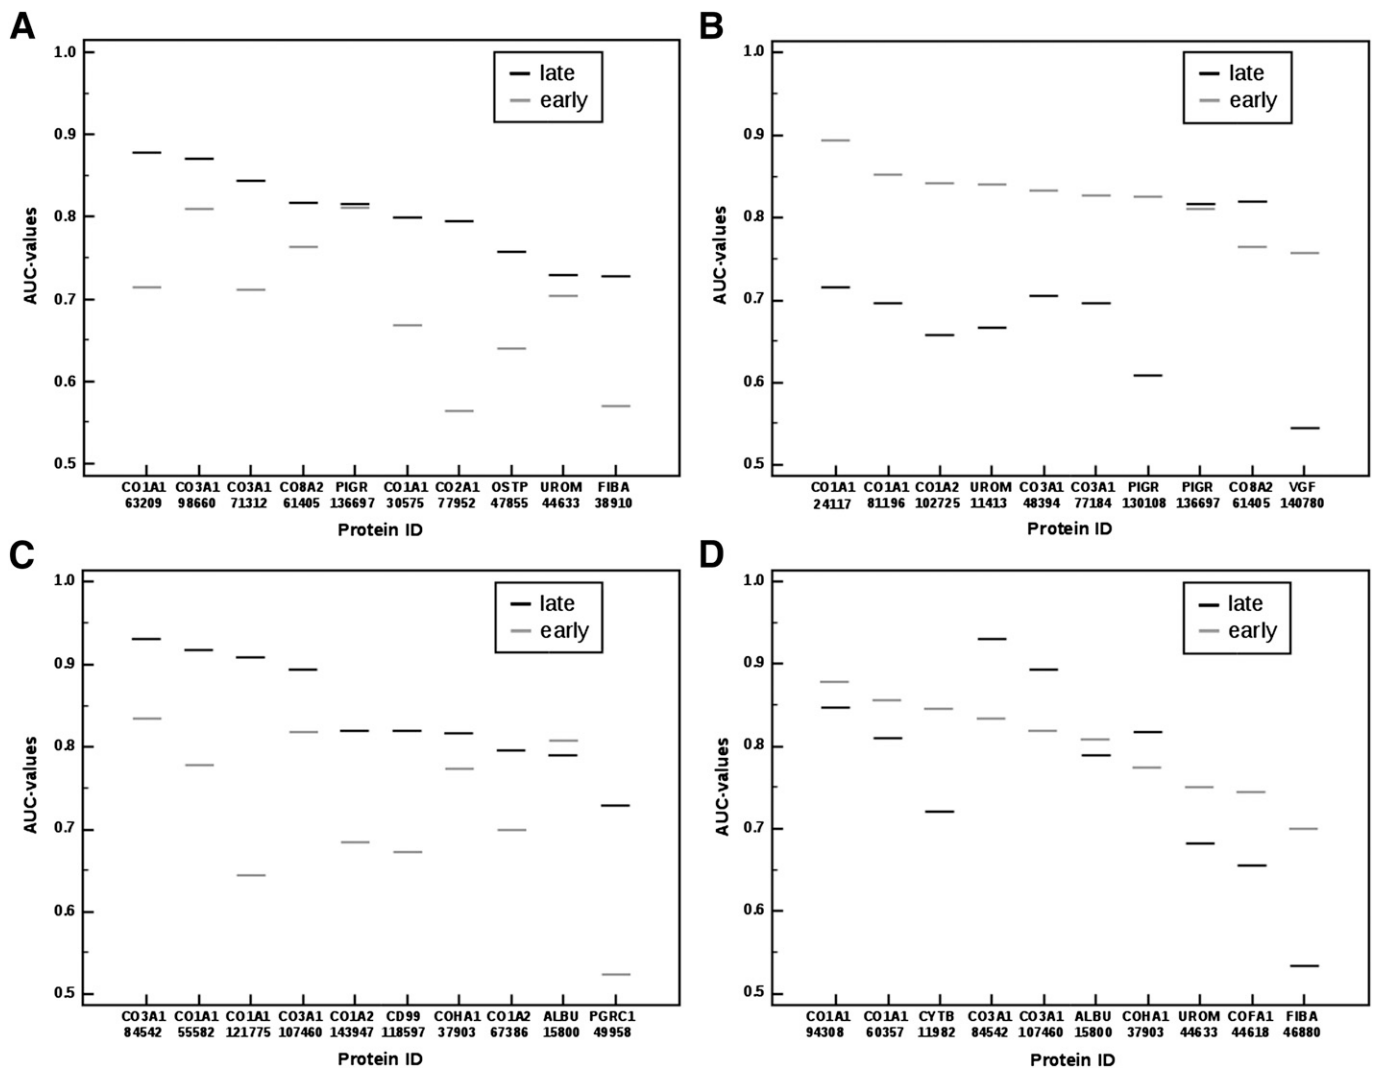 A
1.0
0.9
0.8
0.7
0.6
0.5
AUC-values
late
early
CO1A1 CO3A1 CO3A1 CO8A2 PIGR CO1A1 CO2A1 OSTP UROM FIBA
63209 98660 71312 61405 136697 30575 77952 47855 44633 38910
Protein ID
B
1.0
0.9
0.8
0.7
0.6
0.5
AUC-values
late
early
CO1A1 CO1A1 CO1A2 UROM CO3A1 CO3A1 PIGR PIGR CO8A2 VGF
24117 81196 102725 11413 48394 77184 130108 136697 61405 140780
Protein ID
C
1.0
0.9
0.8
0.7
0.6
0.5
AUC-values
late
early
CO3A1 CO1A1 CO1A1 CO3A1 CO1A2 CD99 COHA1 CO1A2 ALBU PGRC1
84542 55582 121775 107460 143947 118597 37903 67386 15800 49958
Protein ID
D
1.0
0.9
0.8
0.7
0.6
0.5
AUC-values
late
early
CO1A1 CO1A1 CYTB CO3A1 CO3A1 ALBU COHA1 UROM COFA1 FIBA
94308 60357 11982 84542 107460 15800 37903 44633 44618 46880
Protein ID